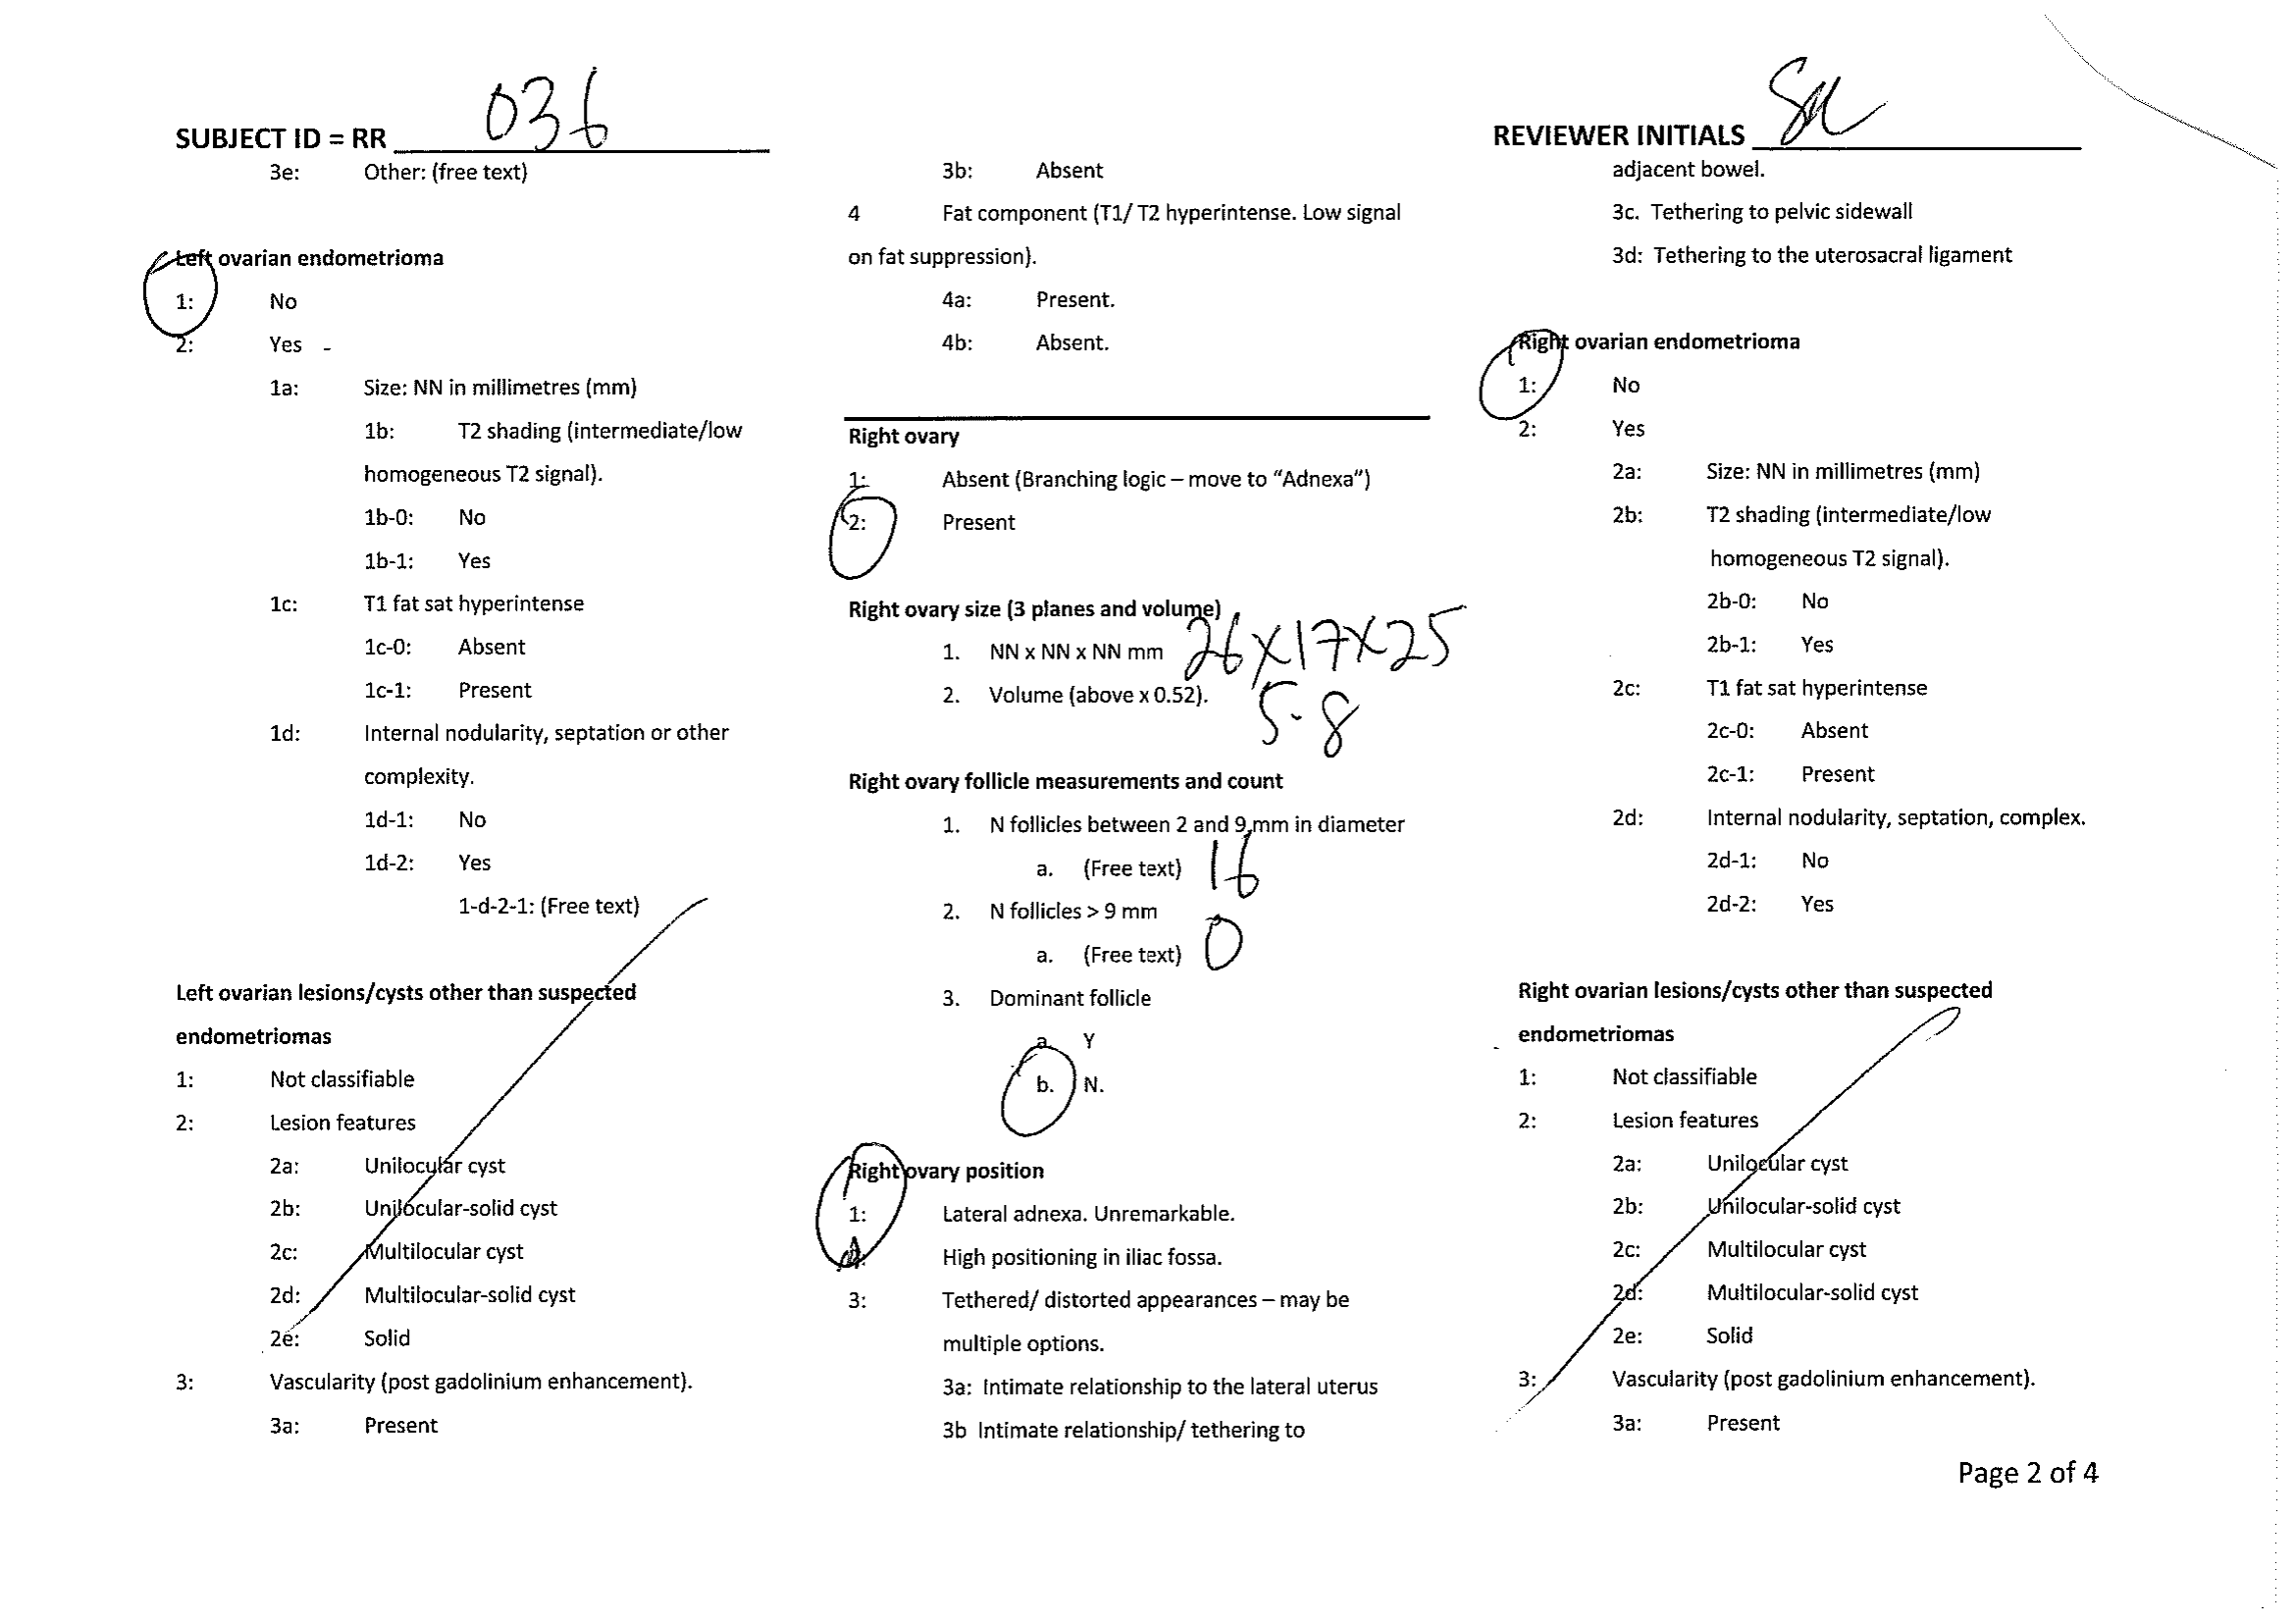 SUBJECT ID = RR 036
3e: Other: (free text)
Left ovarian endometrioma
1: No
2: Yes -
1a: Size: NN in millimetres (mm)
1b: T2 shading (intermediate/low
homogeneous T2 signal).
1b-0: No
1b-1: Yes
1c: T1 fat sat hyperintense
1c-0: Absent
1c-1: Present
1d: Internal nodularity, septation or other
complexity.
1d-1: No
1d-2: Yes
1-d-2-1: (Free text)
Left ovarian lesions/cysts other than suspected
endometriomas
1: Not classifiable
2: Lesion features
2a: Unilocular cyst
2b: Unilocular-solid cyst
2c: Multilocular cyst
2d: Multilocular-solid cyst
2e: Solid
3: Vascularity (post gadolinium enhancement).
3a: Present
3b: Absent
4 Fat component (T1/ T2 hyperintense. Low signal
on fat suppression).
4a: Present.
4b: Absent.
Right ovary
1: Absent (Branching logic – move to “Adnexa”)
2: Present
Right ovary size (3 planes and volume)
1. NN x NN x NN mm 26x17x25
2. Volume (above x 0.52). 5.8
Right ovary follicle measurements and count
1. N follicles between 2 and 9 mm in diameter
a. (Free text) 16
2. N follicles > 9 mm
a. (Free text) 0
3. Dominant follicle
a. Y
b. N.
Right ovary position
1: Lateral adnexa. Unremarkable.
High positioning in iliac fossa.
3: Tethered/ distorted appearances – may be
multiple options.
3a: Intimate relationship to the lateral uterus
3b Intimate relationship/ tethering to
REVIEWER INITIALS
adjacent bowel.
3c. Tethering to pelvic sidewall
3d: Tethering to the uterosacral ligament
Right ovarian endometrioma
1: No
2: Yes
2a: Size: NN in millimetres (mm)
2b: T2 shading (intermediate/low
homogeneous T2 signal).
2b-0: No
2b-1: Yes
2c: T1 fat sat hyperintense
2c-0: Absent
2c-1: Present
2d: Internal nodularity, septation, complex.
2d-1: No
2d-2: Yes
Right ovarian lesions/cysts other than suspected
endometriomas
1: Not classifiable
2: Lesion features
2a: Unilocular cyst
2b: Unilocular-solid cyst
2c: Multilocular cyst
2d: Multilocular-solid cyst
2e: Solid
3: Vascularity (post gadolinium enhancement).
3a: Present
Page 2 of 4